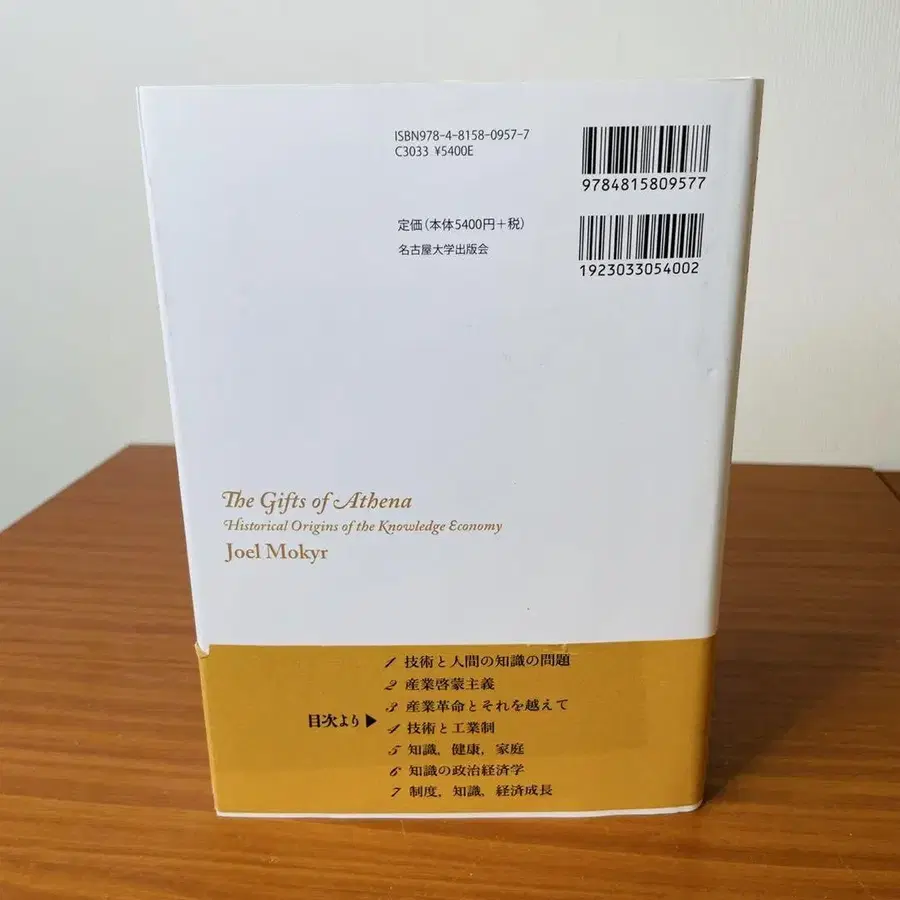 ISBN978-4-8158-0957-7
C3033 ¥5400E
9784815809577
定価(本体5400円+税)
名古屋大学出版会
1923033054002
The Gifts of Athena
Historical Origins of the Knowledge Economy
Joel Mokyr
目次より▶
1 技術と人間の知識の問題
2 産業啓蒙主義
3 産業革命とそれを越えて
4 技術と工業制
5 知識,健康,家庭
6 知識の政治経済学
7 制度,知識,経済成長